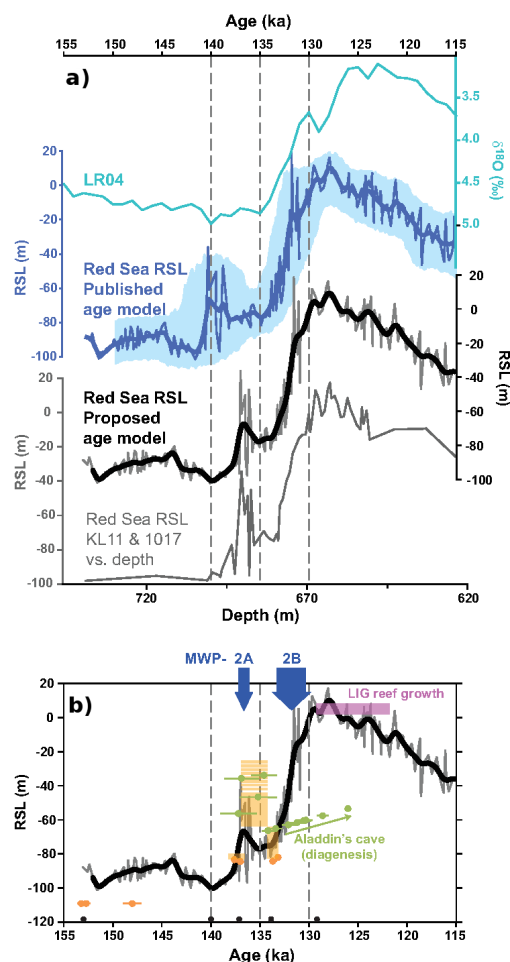 Age (ka)
155 150 145 140 135 130 125 120 115
a)
3.5
4.0
4.5
5.0
δ18O (‰)
LR04
20
0
-20
-40
-60
-80
-100
RSL (m)
Red Sea RSL
Published
age model
20
0
-20
-40
-60
-80
-100
RSL (m)
Red Sea RSL
Proposed
age model
20
0
-20
-40
-60
-80
-100
RSL (m)
Red Sea RSL
KL11 & 1017
vs. depth
720 670 620
Depth (m)
MWP- 2A 2B
b)
LIG reef growth
20
0
-20
-40
-60
-80
-100
-120
RSL (m)
Aladdin's cave
(diagenesis)
155 150 145 140 135 130 125 120 115
Age (ka)